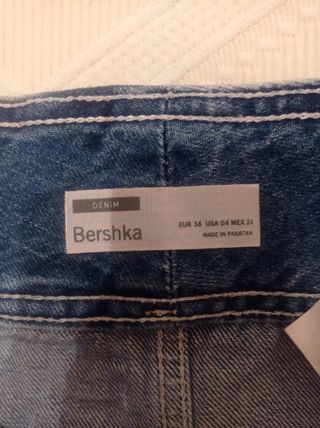 DENIM
Bershka
EUR 36 USA 04 MEX 26
MADE IN PAKISTAN